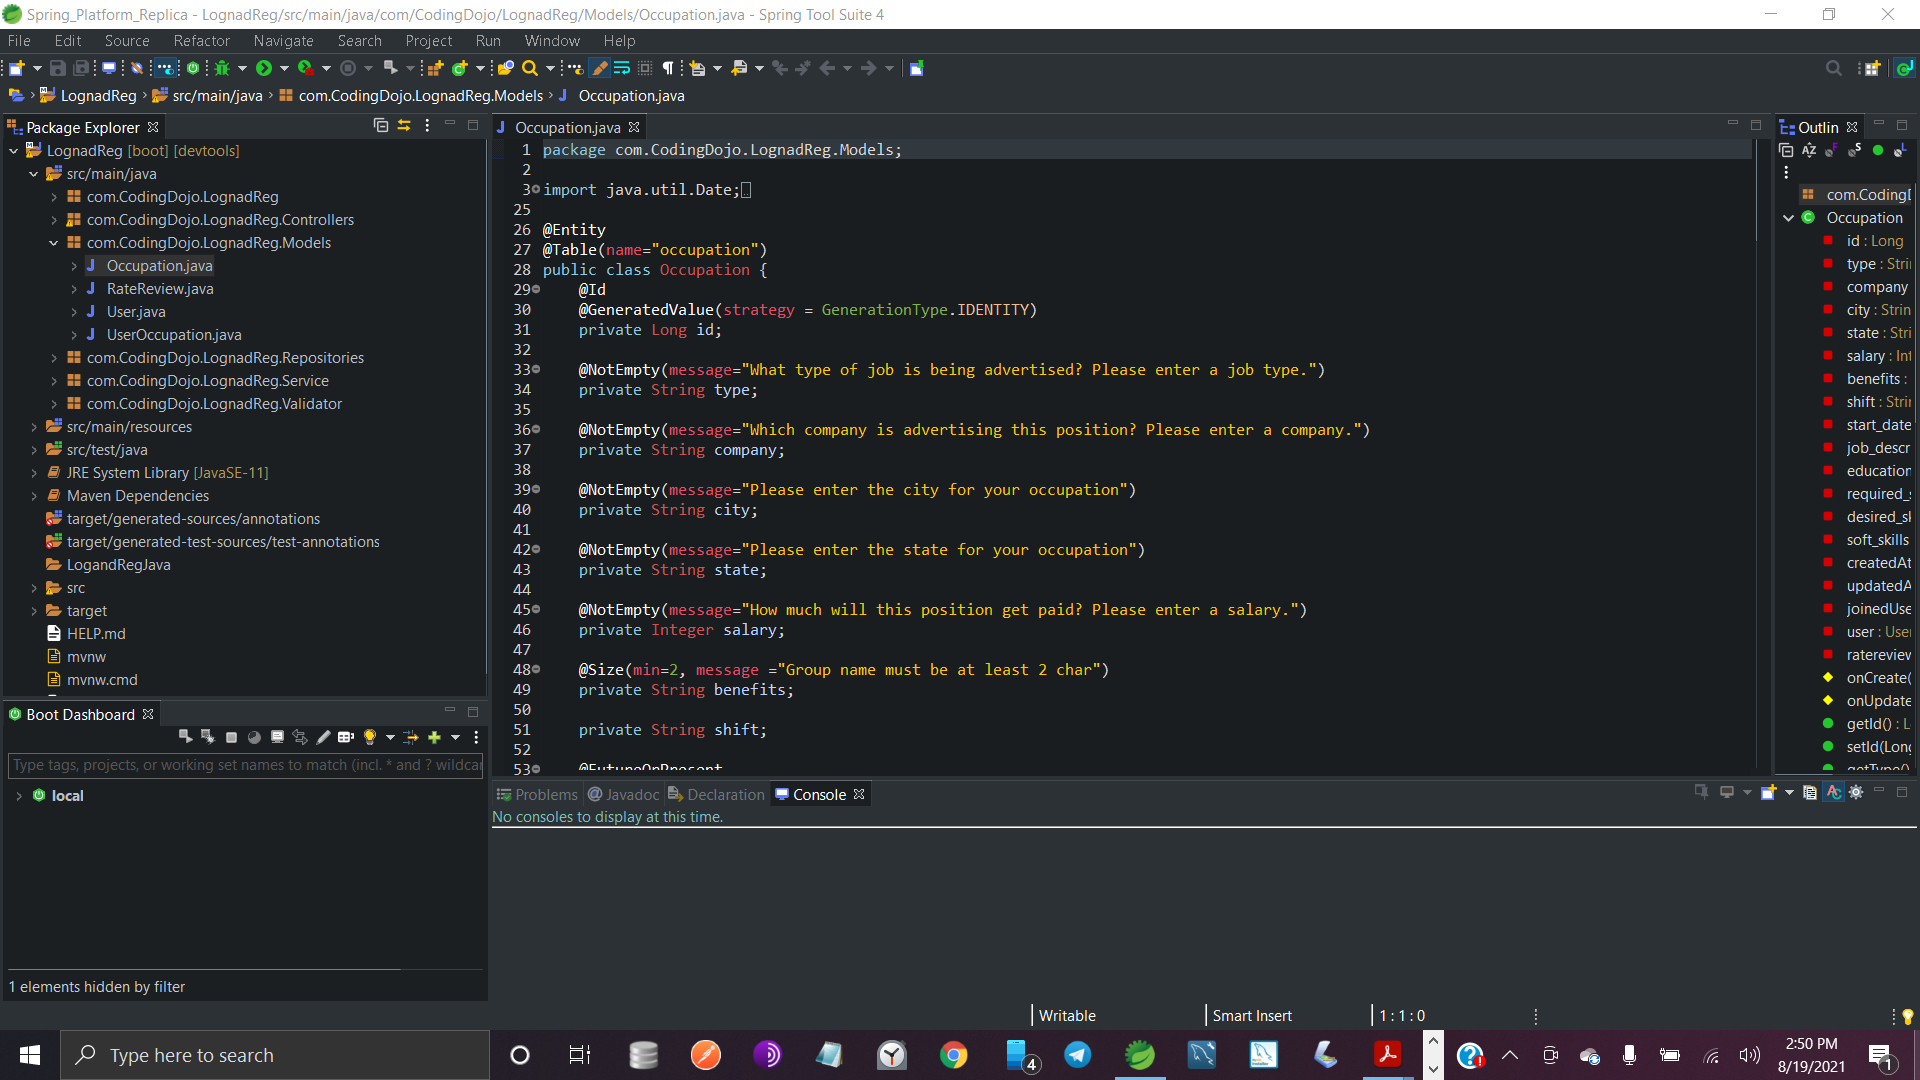 Spring_Platform_Replica - LognadReg/src/main/java/com/CodingDojo/LognadReg/Models/Occupation.java - Spring Tool Suite 4
File Edit Source Refactor Navigate Search Project Run Window Help
LognadReg src/main/java com.CodingDojo.LognadReg.Models Occupation.java
Package Explorer
LognadReg [boot] [devtools]
src/main/java
com.CodingDojo.LognadReg
com.CodingDojo.LognadReg.Controllers
com.CodingDojo.LognadReg.Models
Occupation.java
RateReview.java
User.java
UserOccupation.java
com.CodingDojo.LognadReg.Repositories
com.CodingDojo.LognadReg.Service
com.CodingDojo.LognadReg.Validator
src/main/resources
src/test/java
JRE System Library [JavaSE-11]
Maven Dependencies
target/generated-sources/annotations
target/generated-test-sources/test-annotations
LogandRegJava
src
target
HELP.md
mvnw
mvnw.cmd
Boot Dashboard
Type tags, projects, or working set names to match (incl. * and ? wildcar
local
1 elements hidden by filter
Occupation.java
1 package com.CodingDojo.LognadReg.Models;
2
3 import java.util.Date;
25
26 @Entity
27 @Table(name="occupation")
28 public class Occupation {
29 @Id
30 @GeneratedValue(strategy = GenerationType.IDENTITY)
31 private Long id;
32
33 @NotEmpty(message="What type of job is being advertised? Please enter a job type.")
34 private String type;
35
36 @NotEmpty(message="Which company is advertising this position? Please enter a company.")
37 private String company;
38
39 @NotEmpty(message="Please enter the city for your occupation")
40 private String city;
41
42 @NotEmpty(message="Please enter the state for your occupation")
43 private String state;
44
45 @NotEmpty(message="How much will this position get paid? Please enter a salary.")
46 private Integer salary;
47
48 @Size(min=2, message ="Group name must be at least 2 char")
49 private String benefits;
50
51 private String shift;
52
53 @FutureOrPresent
Outlin
com.CodingD
Occupation
id : Long
type : Stri
company
city : Strin
state : Stri
salary : Int
benefits :
shift : Strin
start_date
job_descr
education
required_s
desired_sk
soft_skills
createdAt
updatedA
joinedUse
user : User
ratereview
onCreate(
onUpdate
getId() : L
setId(Long
getType()
Problems Javadoc Declaration Console
No consoles to display at this time.
Writable Smart Insert 1 : 1 : 0
Type here to search
4
2:50 PM
8/19/2021
1